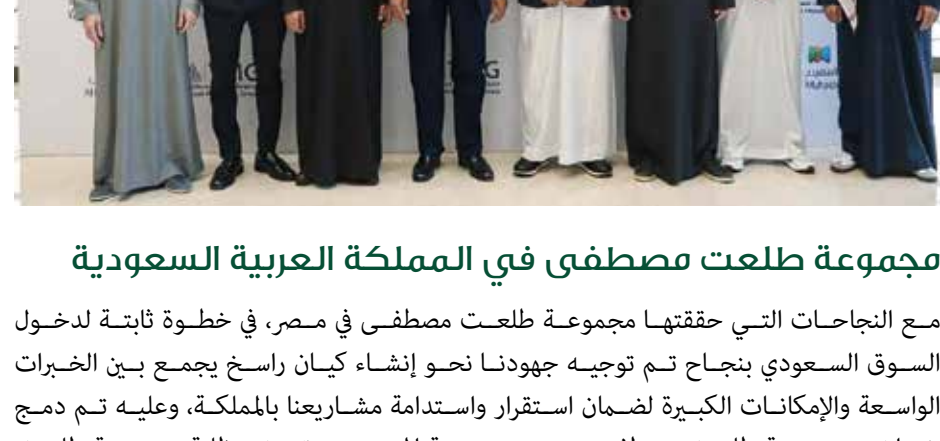 TMG
مجموعة طلعت مصطفى في المملكة العربية السعودية
مع النجاحات التي حققتها مجموعة طلعت مصطفى في مصر، في خطوة ثابتة لدخول
السوق السعودي بنجاح تم توجيه جهودنا نحو إنشاء كيان راسخ يجمع بين الخبرات
الواسعة والإمكانات الكبيرة لضمان استقرار واستدامة مشاريعنا بالمملكة، وعليه تم دمج